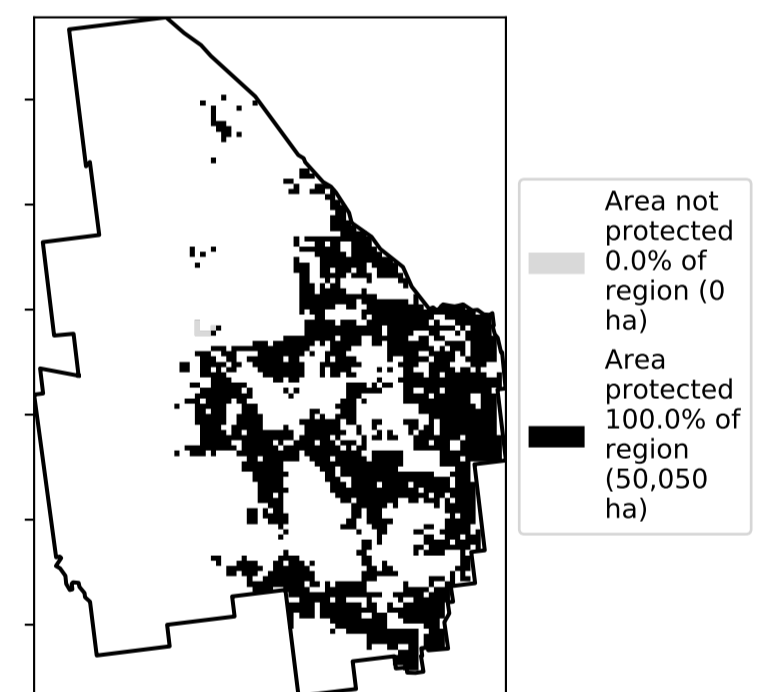 Area not
protected
0.0% of
region (0
ha)
Area
protected
100.0% of
region
(50,050
ha)